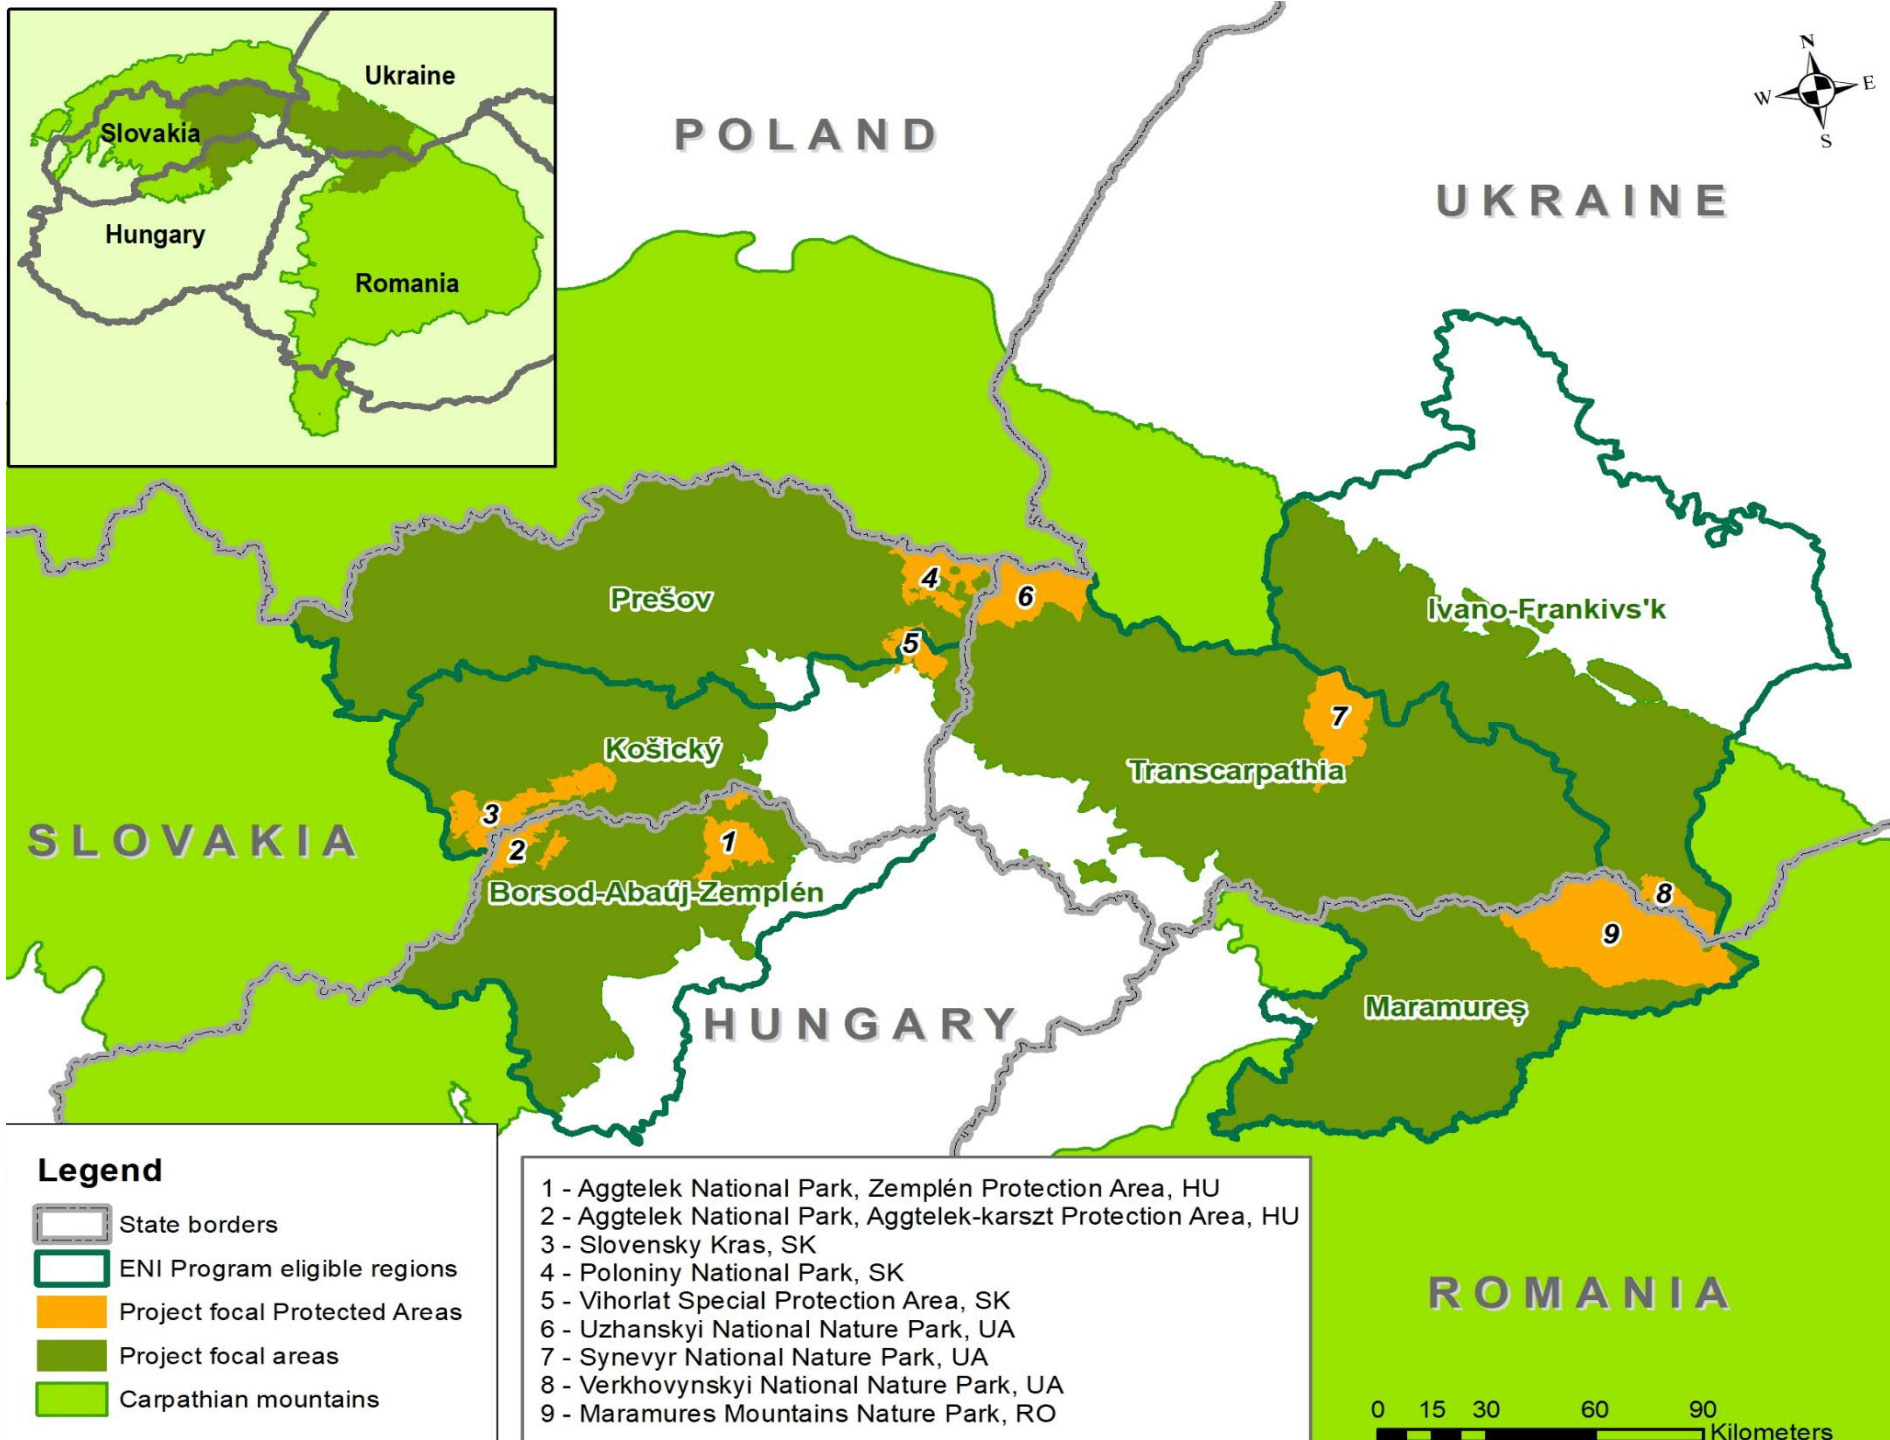 Ukraine
Slovakia
Hungary
Romania
N
W
E
S
POLAND
UKRAINE
4
6
Prešov
Ivano-Frankivs'k
5
7
Košický
Transcarpathia
3
1
SLOVAKIA
2
Borsod-Abaúj-Zemplén
8
9
HUNGARY
Maramureș
Legend
State borders
ENI Program eligible regions
Project focal Protected Areas
Project focal areas
Carpathian mountains
1 - Aggtelek National Park, Zemplén Protection Area, HU
2 - Aggtelek National Park, Aggtelek-karszt Protection Area, HU
3 - Slovensky Kras, SK
4 - Poloniny National Park, SK
5 - Vihorlat Special Protection Area, SK
6 - Uzhanskyi National Nature Park, UA
7 - Synevyr National Nature Park, UA
8 - Verkhovynskyi National Nature Park, UA
9 - Maramures Mountains Nature Park, RO
ROMANIA
0 15 30 60 90
Kilometers